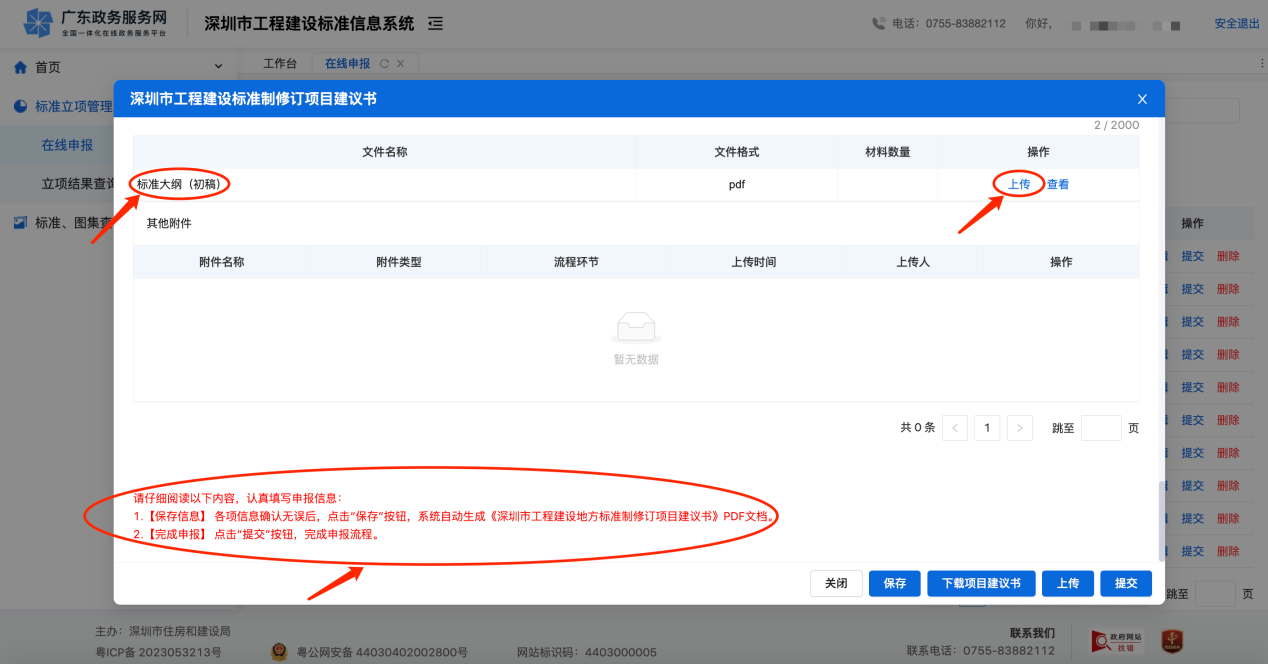 广东政务服务网
全国一体化在线政务服务平台
深圳市工程建设标准信息系统
电话：0755-83882112
你好，
安全退出
首页
工作台
在线申报
标准立项管理
在线申报
立项结果查询
标准、图集查
深圳市工程建设标准制修订项目建议书
X
2 / 2000
文件名称 文件格式 材料数量 操作
标准大纲（初稿） pdf 上传 查看
其他附件
附件名称 附件类型 流程环节 上传时间 上传人 操作
暂无数据
共 0 条 < 1 > 跳至 页
请仔细阅读以下内容，认真填写申报信息：
1.【保存信息】 各项信息确认无误后，点击“保存”按钮，系统自动生成《深圳市工程建设地方标准制修订项目建议书》PDF文档。
2.【完成申报】 点击“提交”按钮，完成申报流程。
关闭 保存 下载项目建议书 上传 提交
操作
提交 删除
提交 删除
提交 删除
提交 删除
提交 删除
提交 删除
提交 删除
提交 删除
提交 删除
提交 删除
跳至 页
主办：深圳市住房和建设局
粤ICP备 2023053213号
粤公网安备 44030402002800号
网站标识码：4403000005
联系我们
联系电话：0755-83882112
政府网站
找错